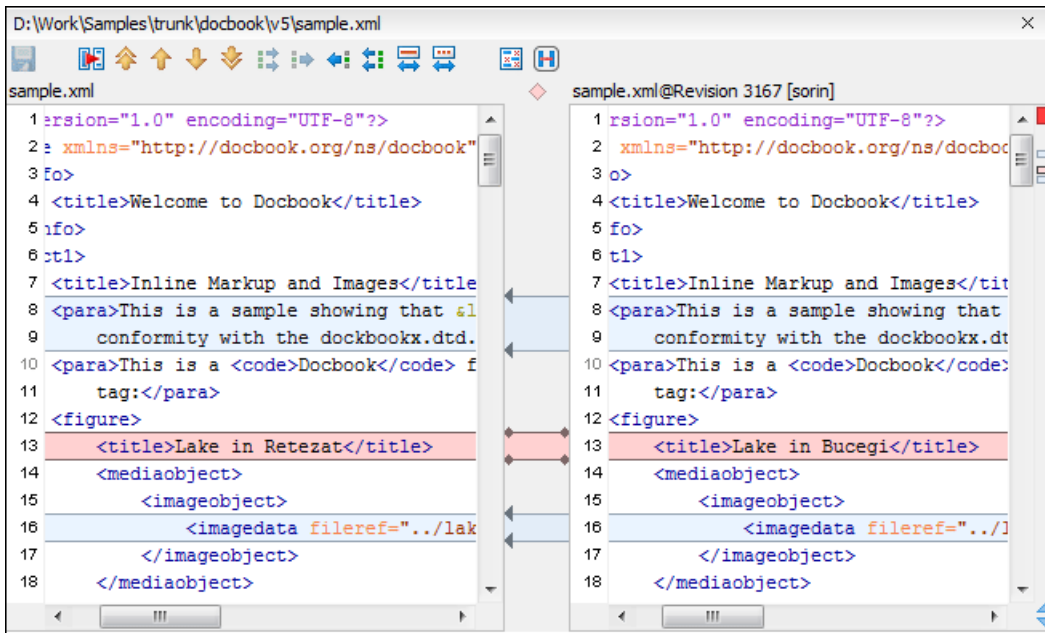 D:\Work\Samples\trunk\docbook\v5\sample.xml
sample.xml
1 ersion="1.0" encoding="UTF-8"?>
2 e xmlns="http://docbook.org/ns/docbook"
3 fo>
4 <title>Welcome to Docbook</title>
5 nfo>
6 ct1>
7 <title>Inline Markup and Images</title
8 <para>This is a sample showing that &l
9 conformity with the dockbookx.dtd.
10 <para>This is a <code>Docbook</code> f
11 tag:</para>
12 <figure>
13 <title>Lake in Retezat</title>
14 <mediaobject>
15 <imageobject>
16 <imagedata fileref="../lak
17 </imageobject>
18 </mediaobject>
sample.xml@Revision 3167 [sorin]
1 rsion="1.0" encoding="UTF-8"?>
2 xmlns="http://docbook.org/ns/docboo
3 o>
4 <title>Welcome to Docbook</title>
5 fo>
6 t1>
7 <title>Inline Markup and Images</tit
8 <para>This is a sample showing that
9 conformity with the dockbookx.dt
10 <para>This is a <code>Docbook</code>
11 tag:</para>
12 <figure>
13 <title>Lake in Bucegi</title>
14 <mediaobject>
15 <imageobject>
16 <imagedata fileref="../l
17 </imageobject>
18 </mediaobject>